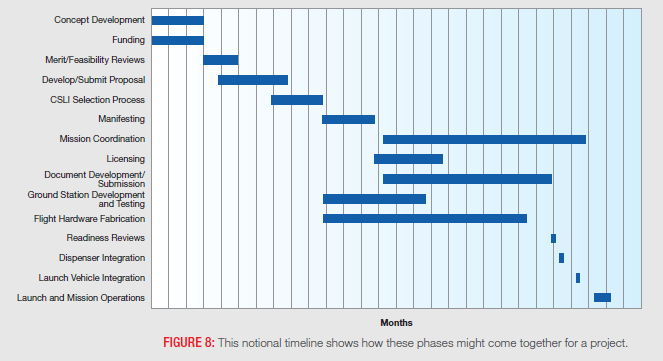 Concept Development
Funding
Merit/Feasibility Reviews
Develop/Submit Proposal
CSLI Selection Process
Manifesting
Mission Coordination
Licensing
Document Development/
Submission
Ground Station Development
and Testing
Flight Hardware Fabrication
Readiness Reviews
Dispenser Integration
Launch Vehicle Integration
Launch and Mission Operations
Months
FIGURE 8: This notional timeline shows how these phases might come together for a project.